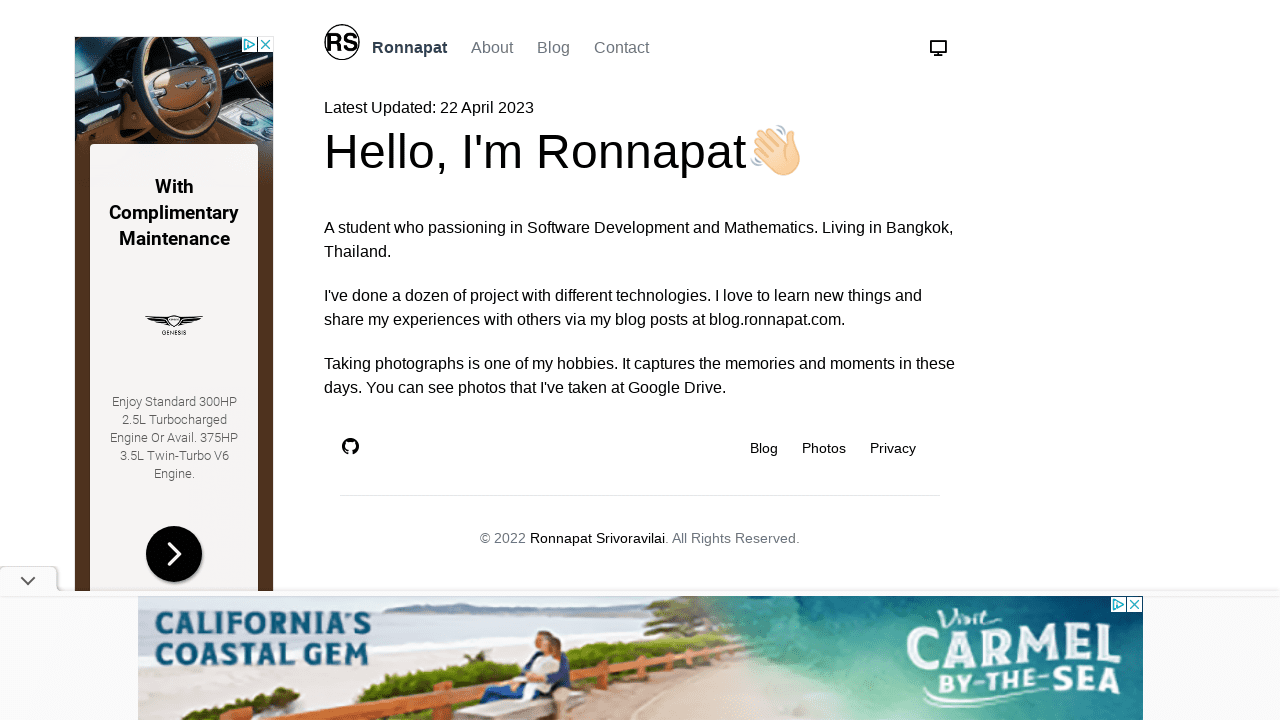 RS
Ronnapat About Blog Contact
Latest Updated: 22 April 2023
Hello, I'm Ronnapat
A student who passioning in Software Development and Mathematics. Living in Bangkok,
Thailand.
I've done a dozen of project with different technologies. I love to learn new things and
share my experiences with others via my blog posts at blog.ronnapat.com.
Taking photographs is one of my hobbies. It captures the memories and moments in these
days. You can see photos that I've taken at Google Drive.
Blog Photos Privacy
© 2022 Ronnapat Srivoravilai. All Rights Reserved.
With
Complimentary
Maintenance
GENESIS
Enjoy Standard 300HP
2.5L Turbocharged
Engine Or Avail. 375HP
3.5L Twin-Turbo V6
Engine.
CALIFORNIA'S
COASTAL GEM
Visit
CARMEL
BY-THE-SEA